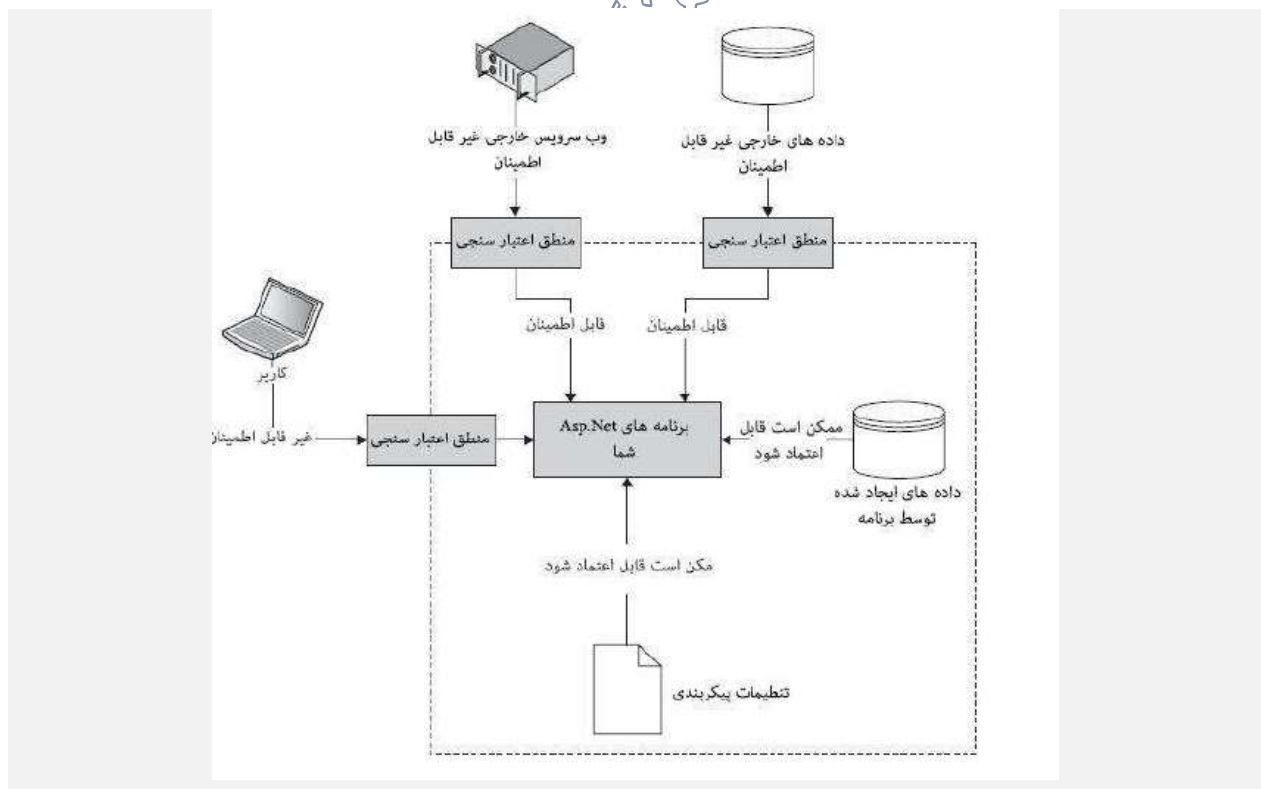 وب سرویس خارجی غیر قابل
اطمینان
داده های خارجی غیر قابل
اطمینان
منطق اعتبار سنجی
منطق اعتبار سنجی
قابل اطمینان
قابل اطمینان
کاربر
غیر قابل اطمینان
منطق اعتبار سنجی
برنامه های Asp.Net
شما
ممکن است قابل
اعتماد شود
داده های ایجاد شده
توسط برنامه
مکن است قابل اعتماد شود
تنطیمات پیکربندی